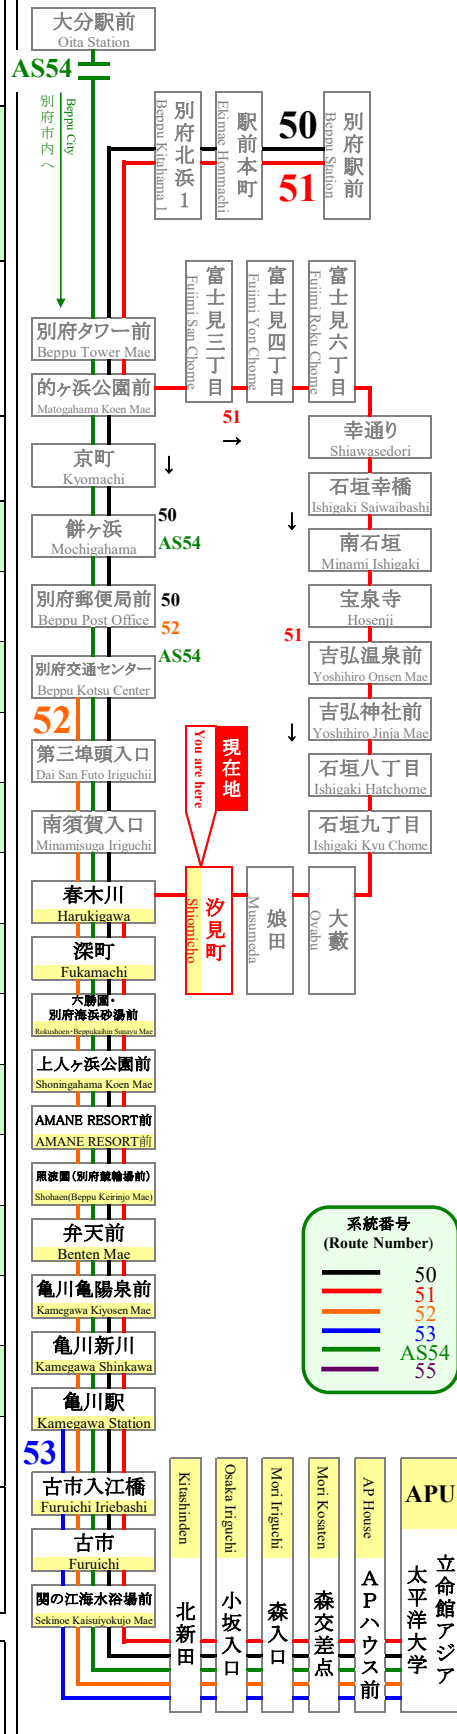 大分駅前
Oita Station
AS54
Beppu City
別府市内へ
別府北浜1
Beppu Kitahama 1
駅前本町
Ekimae Honmachi
50
51
別府駅前
Beppu Station
別府タワー前
Beppu Tower Mae
的ヶ浜公園前
Matogahama Koen Mae
富士見三丁目
Fujimi San Chome
富士見四丁目
Fujimi Yon Chome
富士見六丁目
Fujimi Roku Chome
51
→
幸通り
Shiawasedori
京町
Kyomachi
↓
石垣幸橋
Ishigaki Saiwaibashi
餅ヶ浜
Mochigahama
50
AS54
↓
南石垣
Minami Ishigaki
別府郵便局前
Beppu Post Office
50
52
AS54
宝泉寺
Hosenji
51
別府交通センター
Beppu Kotsu Center
吉弘温泉前
Yoshihiro Onsen Mae
52
吉弘神社前
Yoshihiro Jinja Mae
↓
第三埠頭入口
Dai San Futo Iriguchii
You are here
現在地
石垣八丁目
Ishigaki Hatchome
南須賀入口
Minamisuga Iriguchi
石垣九丁目
Ishigaki Kyu Chome
春木川
Harukigawa
汐見町
Shiomicho
娘田
Musumeda
大藪
Oyabu
深町
Fukamachi
六勝園・
別府海浜砂湯前
Rokushoen・Beppukaihin Sunayu Mae
上人ヶ浜公園前
Shoningahama Koen Mae
AMANE RESORT前
AMANE RESORT前
照波園(別府競輪場前)
Shohaen(Beppu Keirinjo Mae)
弁天前
Benten Mae
亀川亀陽泉前
Kamegawa Kiyosen Mae
亀川新川
Kamegawa Shinkawa
亀川駅
Kamegawa Station
系統番号
(Route Number)
50
51
52
53
AS54
55
53
古市入江橋
Furuichi Iriebashi
古市
Furuichi
関の江海水浴場前
Sekinoe Kaisuiyokujo Mae
Kitashinden
北新田
Osaka Iriguchi
小坂入口
Mori Iriguchi
森入口
Mori Kosaten
森交差点
AP House
APハウス前
APU
立命館アジア
太平洋大学